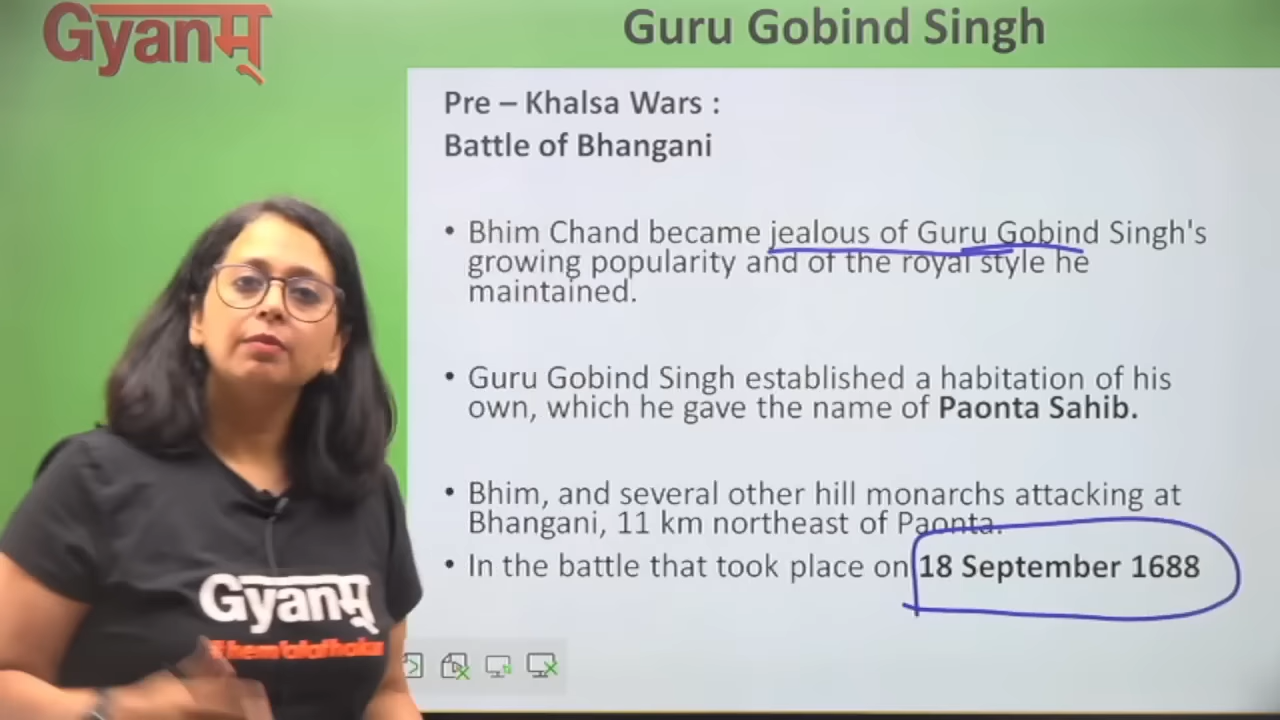 Gyanम्
Guru Gobind Singh
Pre – Khalsa Wars :
Battle of Bhangani
• Bhim Chand became jealous of Guru Gobind Singh's
growing popularity and of the royal style he
maintained.
• Guru Gobind Singh established a habitation of his
own, which he gave the name of Paonta Sahib.
• Bhim, and several other hill monarchs attacking at
Bhangani, 11 km northeast of Paonta.
• In the battle that took place on 18 September 1688
Gyanम्